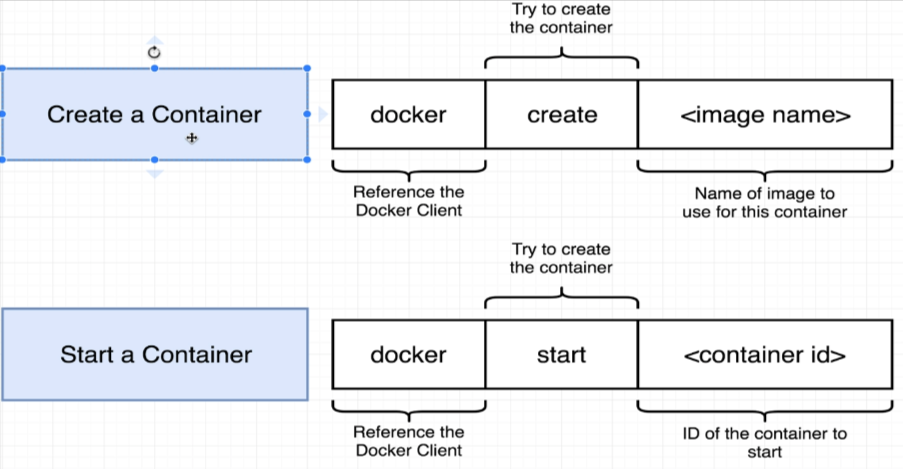 Try to create
the container
Create a Container
docker
create
<image name>
Reference the
Docker Client
Name of image to
use for this container
Try to create
the container
Start a Container
docker
start
<container id>
Reference the
Docker Client
ID of the container to
start